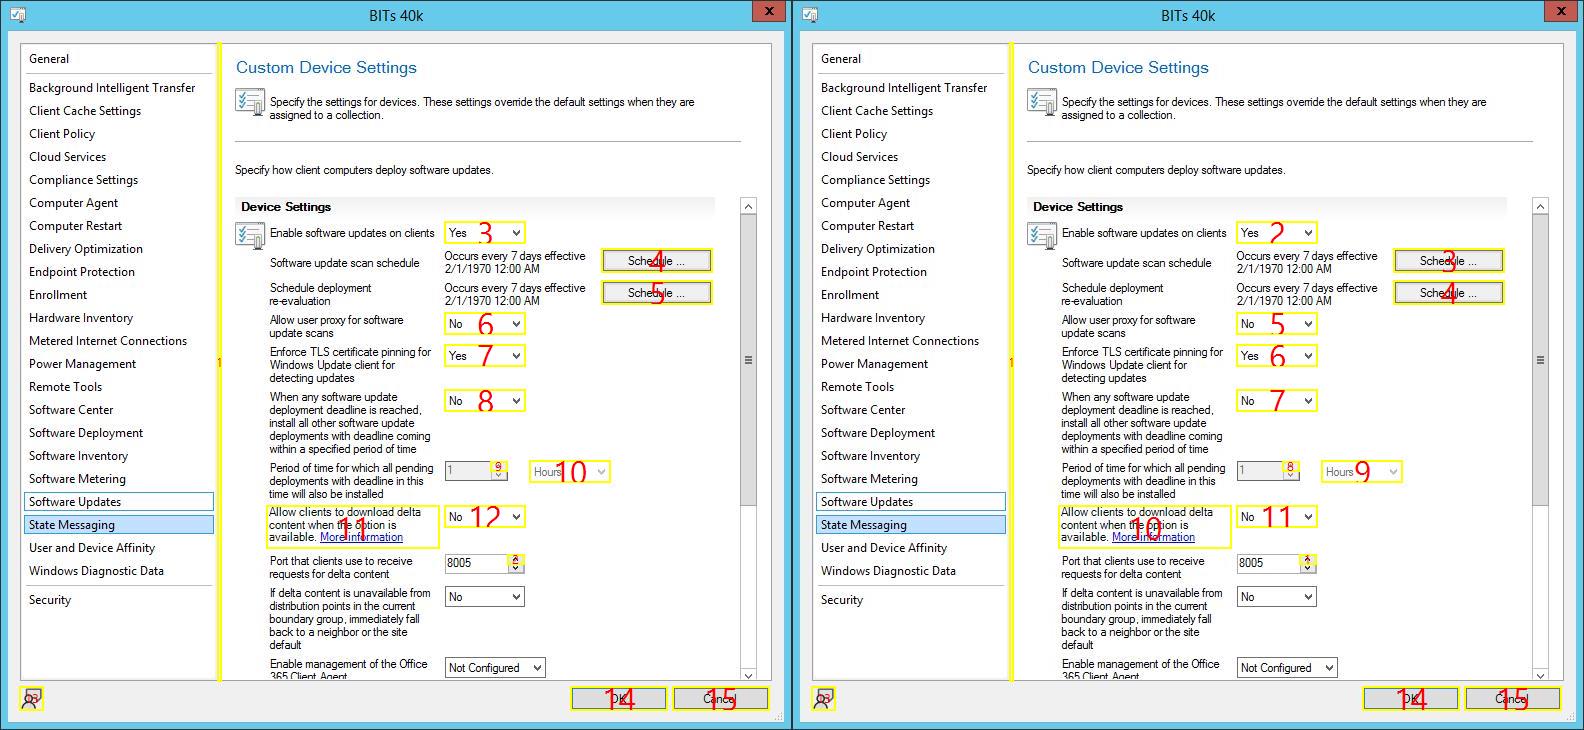 BITs 40k
x
General
Background Intelligent Transfer
Client Cache Settings
Client Policy
Cloud Services
Compliance Settings
Computer Agent
Computer Restart
Delivery Optimization
Endpoint Protection
Enrollment
Hardware Inventory
Metered Internet Connections
Power Management
Remote Tools
Software Center
Software Deployment
Software Inventory
Software Metering
Software Updates
State Messaging
User and Device Affinity
Windows Diagnostic Data
Security
1
Custom Device Settings
Specify the settings for devices. These settings override the default settings when they are
assigned to a collection.
Specify how client computers deploy software updates.
Device Settings
Enable software updates on clients Yes 3
Software update scan schedule
Occurs every 7 days effective
2/1/1970 12:00 AM
Schedule ... 4
Schedule deployment
re-evaluation
Occurs every 7 days effective
2/1/1970 12:00 AM
Schedule ... 5
Allow user proxy for software
update scans
No 6
Enforce TLS certificate pinning for
Windows Update client for
detecting updates
Yes 7
When any software update
deployment deadline is reached,
install all other software update
deployments with deadline coming
within a specified period of time
No 8
Period of time for which all pending
deployments with deadline in this
time will also be installed
1 9 Hours 10
Allow clients to download delta
content when the option is
available. More information
11
No 12
Port that clients use to receive
requests for delta content
8005
If delta content is unavailable from
distribution points in the current
boundary group, immediately fall
back to a neighbor or the site
default
No
Enable management of the Office
365 Client Agent
Not Configured
OK 14
Cancel 15
BITs 40k
x
General
Background Intelligent Transfer
Client Cache Settings
Client Policy
Cloud Services
Compliance Settings
Computer Agent
Computer Restart
Delivery Optimization
Endpoint Protection
Enrollment
Hardware Inventory
Metered Internet Connections
Power Management
Remote Tools
Software Center
Software Deployment
Software Inventory
Software Metering
Software Updates
State Messaging
User and Device Affinity
Windows Diagnostic Data
Security
1
Custom Device Settings
Specify the settings for devices. These settings override the default settings when they are
assigned to a collection.
Specify how client computers deploy software updates.
Device Settings
Enable software updates on clients Yes 2
Software update scan schedule
Occurs every 7 days effective
2/1/1970 12:00 AM
Schedule ... 3
Schedule deployment
re-evaluation
Occurs every 7 days effective
2/1/1970 12:00 AM
Schedule ... 4
Allow user proxy for software
update scans
No 5
Enforce TLS certificate pinning for
Windows Update client for
detecting updates
Yes 6
When any software update
deployment deadline is reached,
install all other software update
deployments with deadline coming
within a specified period of time
No 7
Period of time for which all pending
deployments with deadline in this
time will also be installed
1 8 Hours 9
Allow clients to download delta
content when the option is
available. More information
10
No 11
Port that clients use to receive
requests for delta content
8005
If delta content is unavailable from
distribution points in the current
boundary group, immediately fall
back to a neighbor or the site
default
No
Enable management of the Office
365 Client Agent
Not Configured
OK 14
Cancel 15